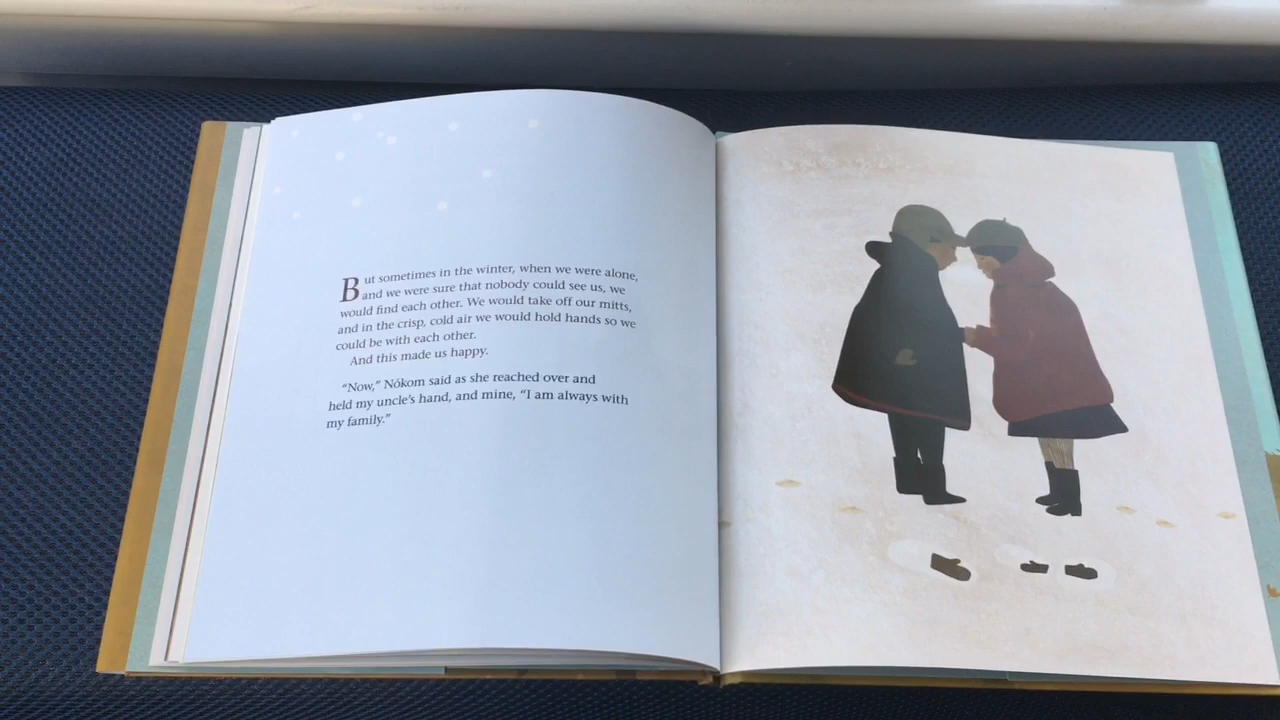 But sometimes in the winter, when we were alone,
and we were sure that nobody could see us, we
would find each other. We would take off our mitts,
and in the crisp, cold air we would hold hands so we
could be with each other.
And this made us happy.
“Now,” Nókom said as she reached over and
held my uncle’s hand, and mine, “I am always with
my family.”